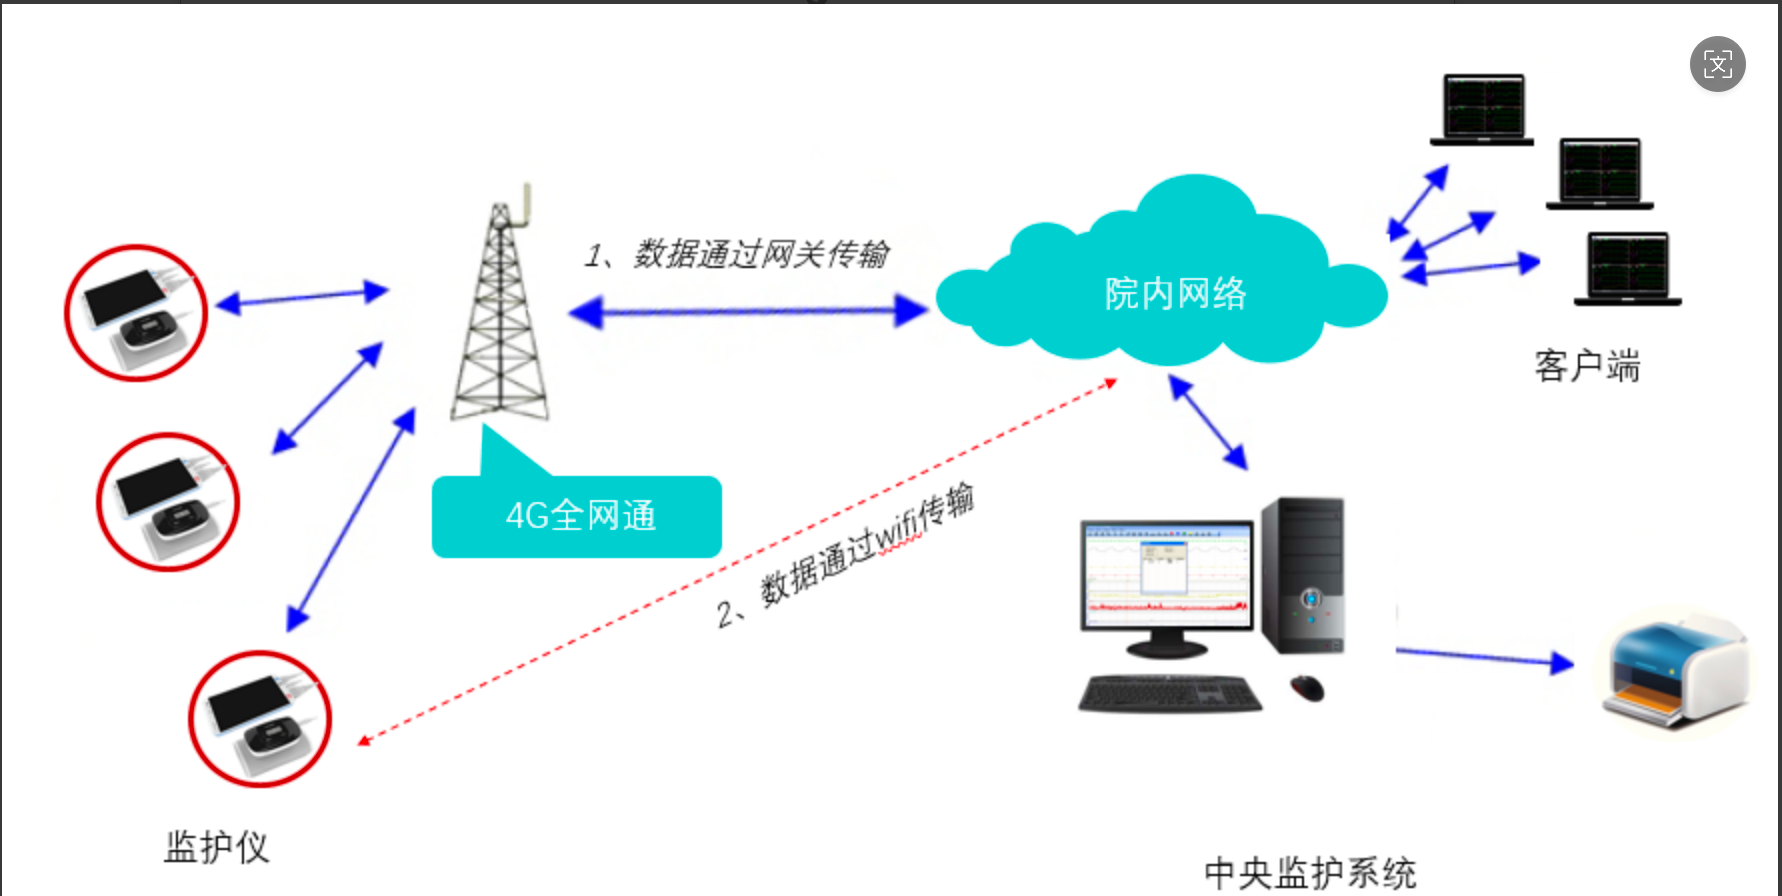 1、数据通过网关传输
院内网络
客户端
4G全网通
2、数据通过wifi传输
监护仪
中央监护系统
文